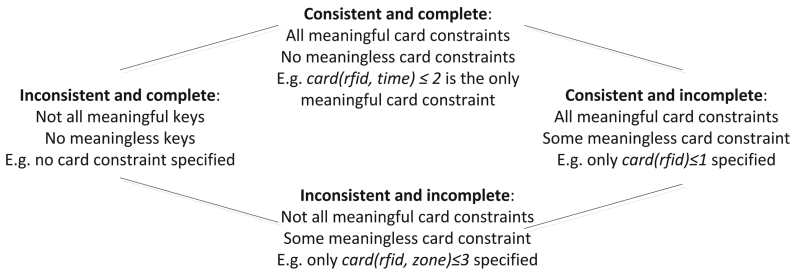 Consistent and complete:
All meaningful card constraints
No meaningless card constraints
E.g. card(rfid, time) ≤ 2 is the only
meaningful card constraint
Inconsistent and complete:
Not all meaningful keys
No meaningless keys
E.g. no card constraint specified
Consistent and incomplete:
All meaningful card constraints
Some meaningless card constraint
E.g. only card(rfid)≤1 specified
Inconsistent and incomplete:
Not all meaningful card constraints
Some meaningless card constraint
E.g. only card(rfid, zone)≤3 specified